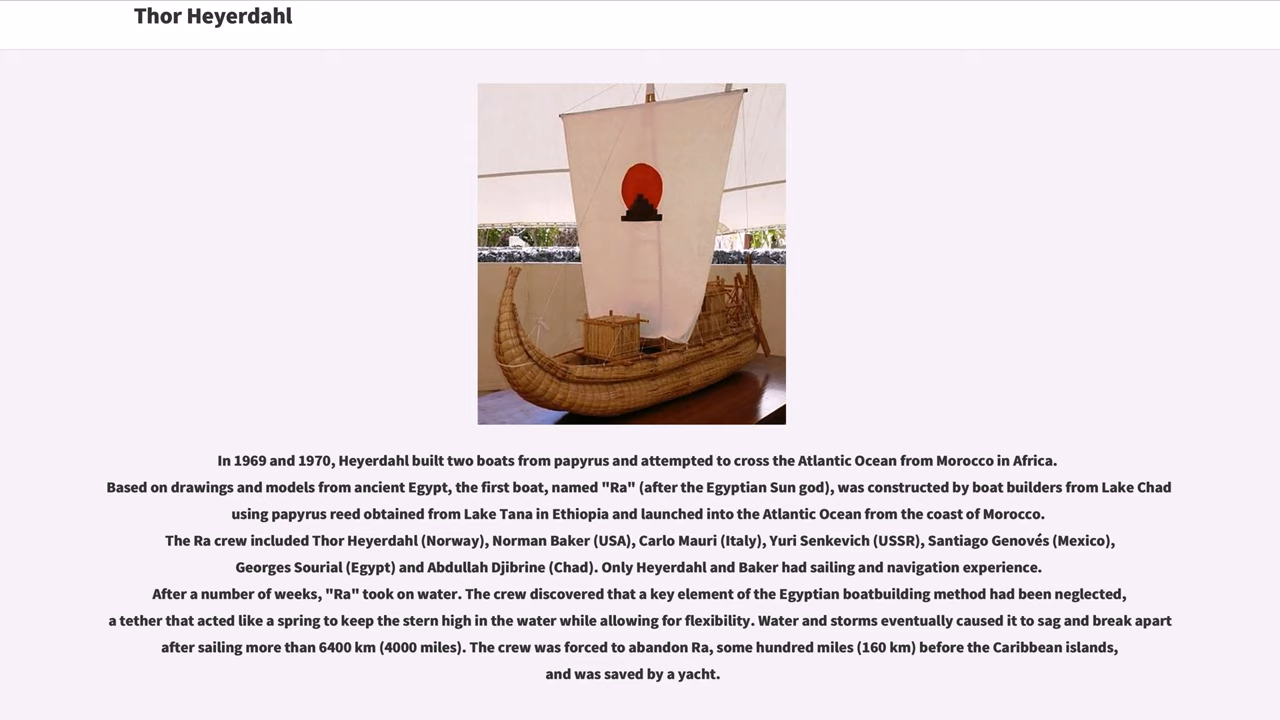 Thor Heyerdahl
In 1969 and 1970, Heyerdahl built two boats from papyrus and attempted to cross the Atlantic Ocean from Morocco in Africa.
Based on drawings and models from ancient Egypt, the first boat, named "Ra" (after the Egyptian Sun god), was constructed by boat builders from Lake Chad
using papyrus reed obtained from Lake Tana in Ethiopia and launched into the Atlantic Ocean from the coast of Morocco.
The Ra crew included Thor Heyerdahl (Norway), Norman Baker (USA), Carlo Mauri (Italy), Yuri Senkevich (USSR), Santiago Genovés (Mexico),
Georges Sourial (Egypt) and Abdullah Djibrine (Chad). Only Heyerdahl and Baker had sailing and navigation experience.
After a number of weeks, "Ra" took on water. The crew discovered that a key element of the Egyptian boatbuilding method had been neglected,
a tether that acted like a spring to keep the stern high in the water while allowing for flexibility. Water and storms eventually caused it to sag and break apart
after sailing more than 6400 km (4000 miles). The crew was forced to abandon Ra, some hundred miles (160 km) before the Caribbean islands,
and was saved by a yacht.